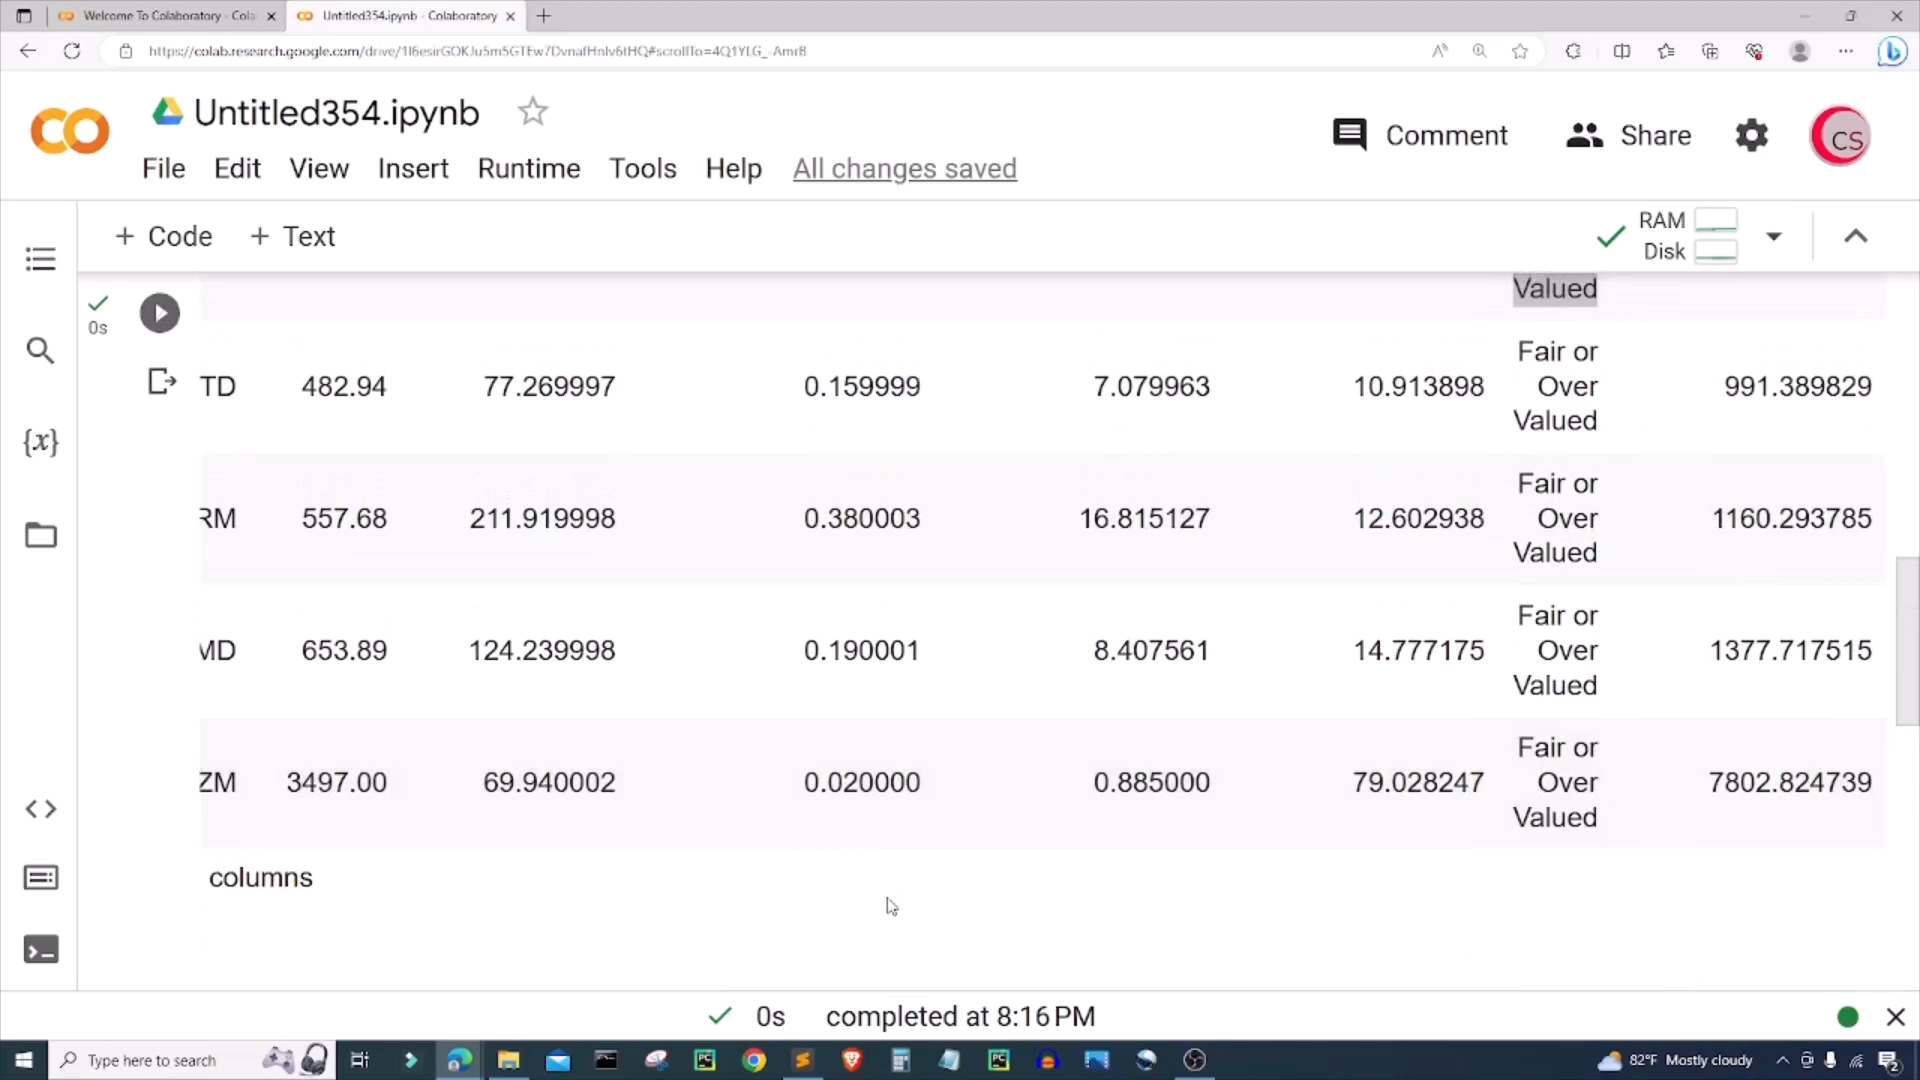 Welcome To Colaboratory - Cola
Untitled354.ipynb - Colaboratory
Untitled354.ipynb
Comment
Share
CS
File Edit View Insert Runtime Tools Help All changes saved
+ Code + Text
RAM
Disk
Valued
0s
TD 482.94 77.269997 0.159999 7.079963 10.913898 Fair or Over Valued 991.389829
RM 557.68 211.919998 0.380003 16.815127 12.602938 Fair or Over Valued 1160.293785
MD 653.89 124.239998 0.190001 8.407561 14.777175 Fair or Over Valued 1377.717515
ZM 3497.00 69.940002 0.020000 0.885000 79.028247 Fair or Over Valued 7802.824739
columns
0s completed at 8:16 PM
Type here to search
82°F Mostly cloudy